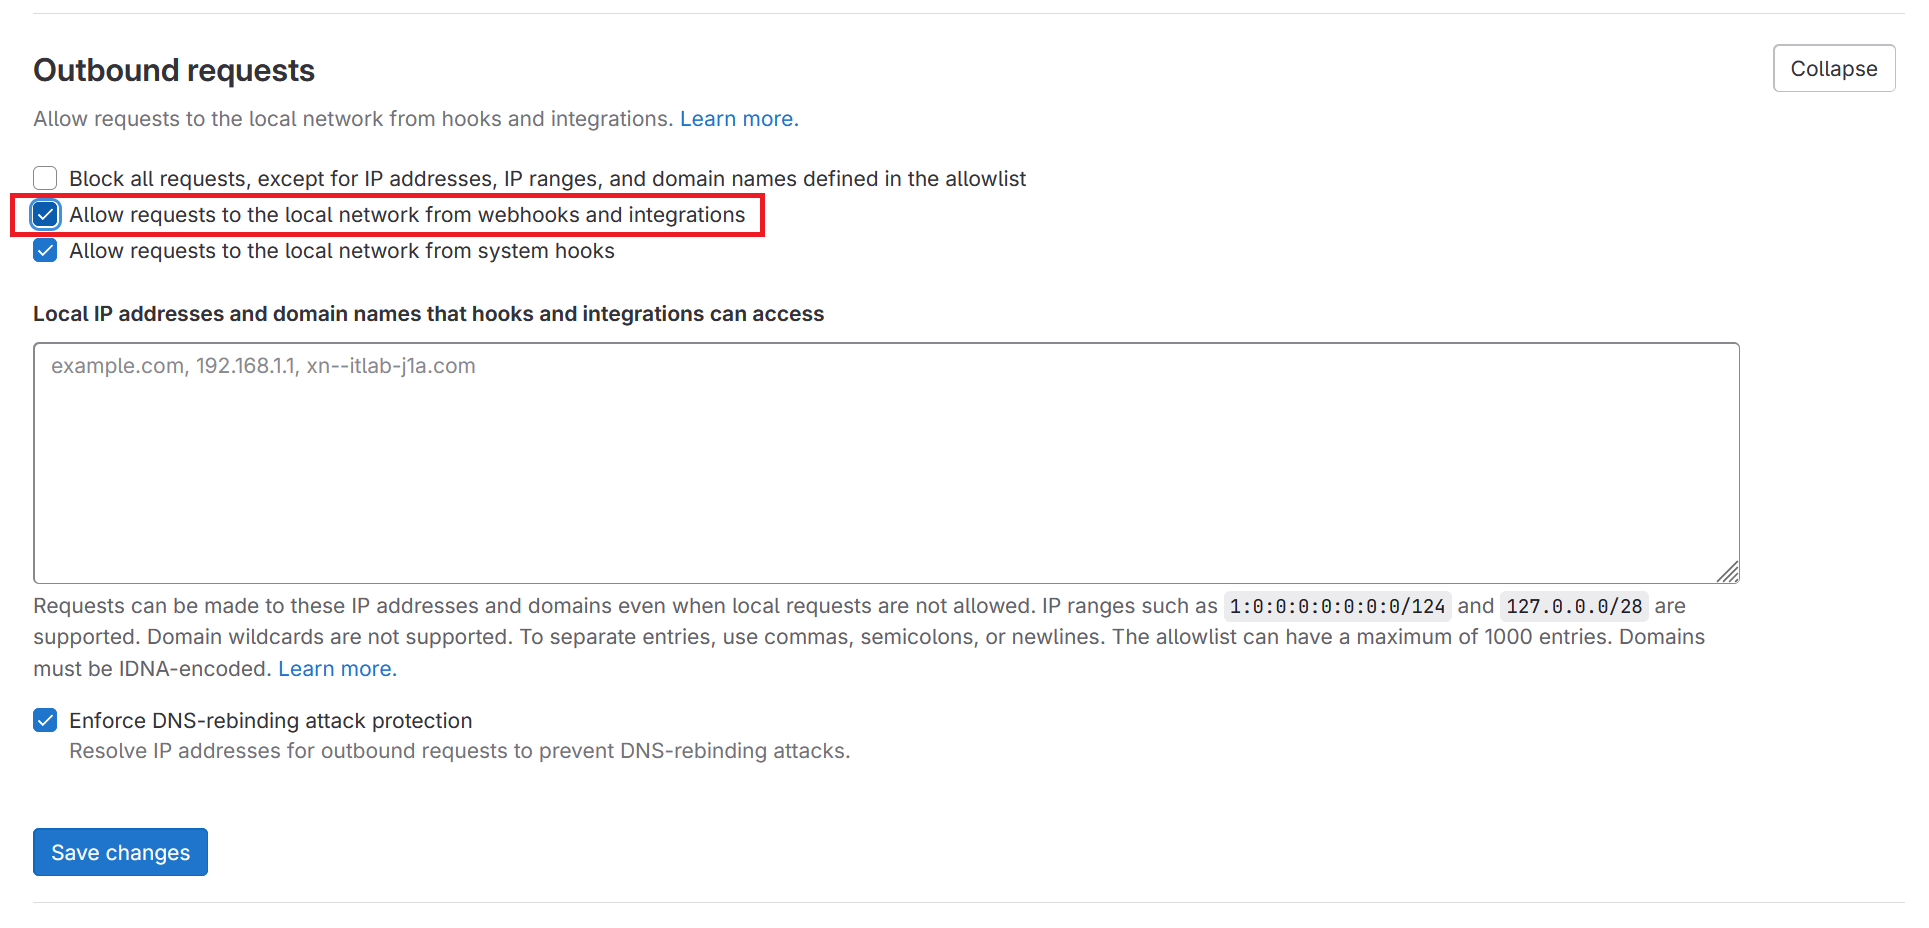 Outbound requests
Collapse
Allow requests to the local network from hooks and integrations. Learn more.
Block all requests, except for IP addresses, IP ranges, and domain names defined in the allowlist
Allow requests to the local network from webhooks and integrations
Allow requests to the local network from system hooks
Local IP addresses and domain names that hooks and integrations can access
example.com, 192.168.1.1, xn--itlab-j1a.com
Requests can be made to these IP addresses and domains even when local requests are not allowed. IP ranges such as 1:0:0:0:0:0:0:0/124 and 127.0.0.0/28 are
supported. Domain wildcards are not supported. To separate entries, use commas, semicolons, or newlines. The allowlist can have a maximum of 1000 entries. Domains
must be IDNA-encoded. Learn more.
Enforce DNS-rebinding attack protection
Resolve IP addresses for outbound requests to prevent DNS-rebinding attacks.
Save changes